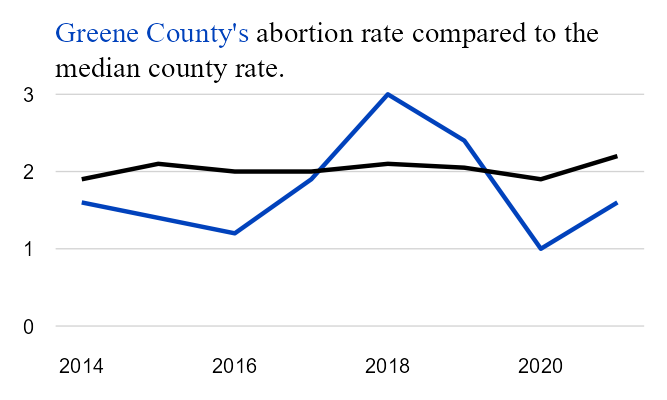 Greene County's abortion rate compared to the
median county rate.
3
2
1
0
2014 2016 2018 2020